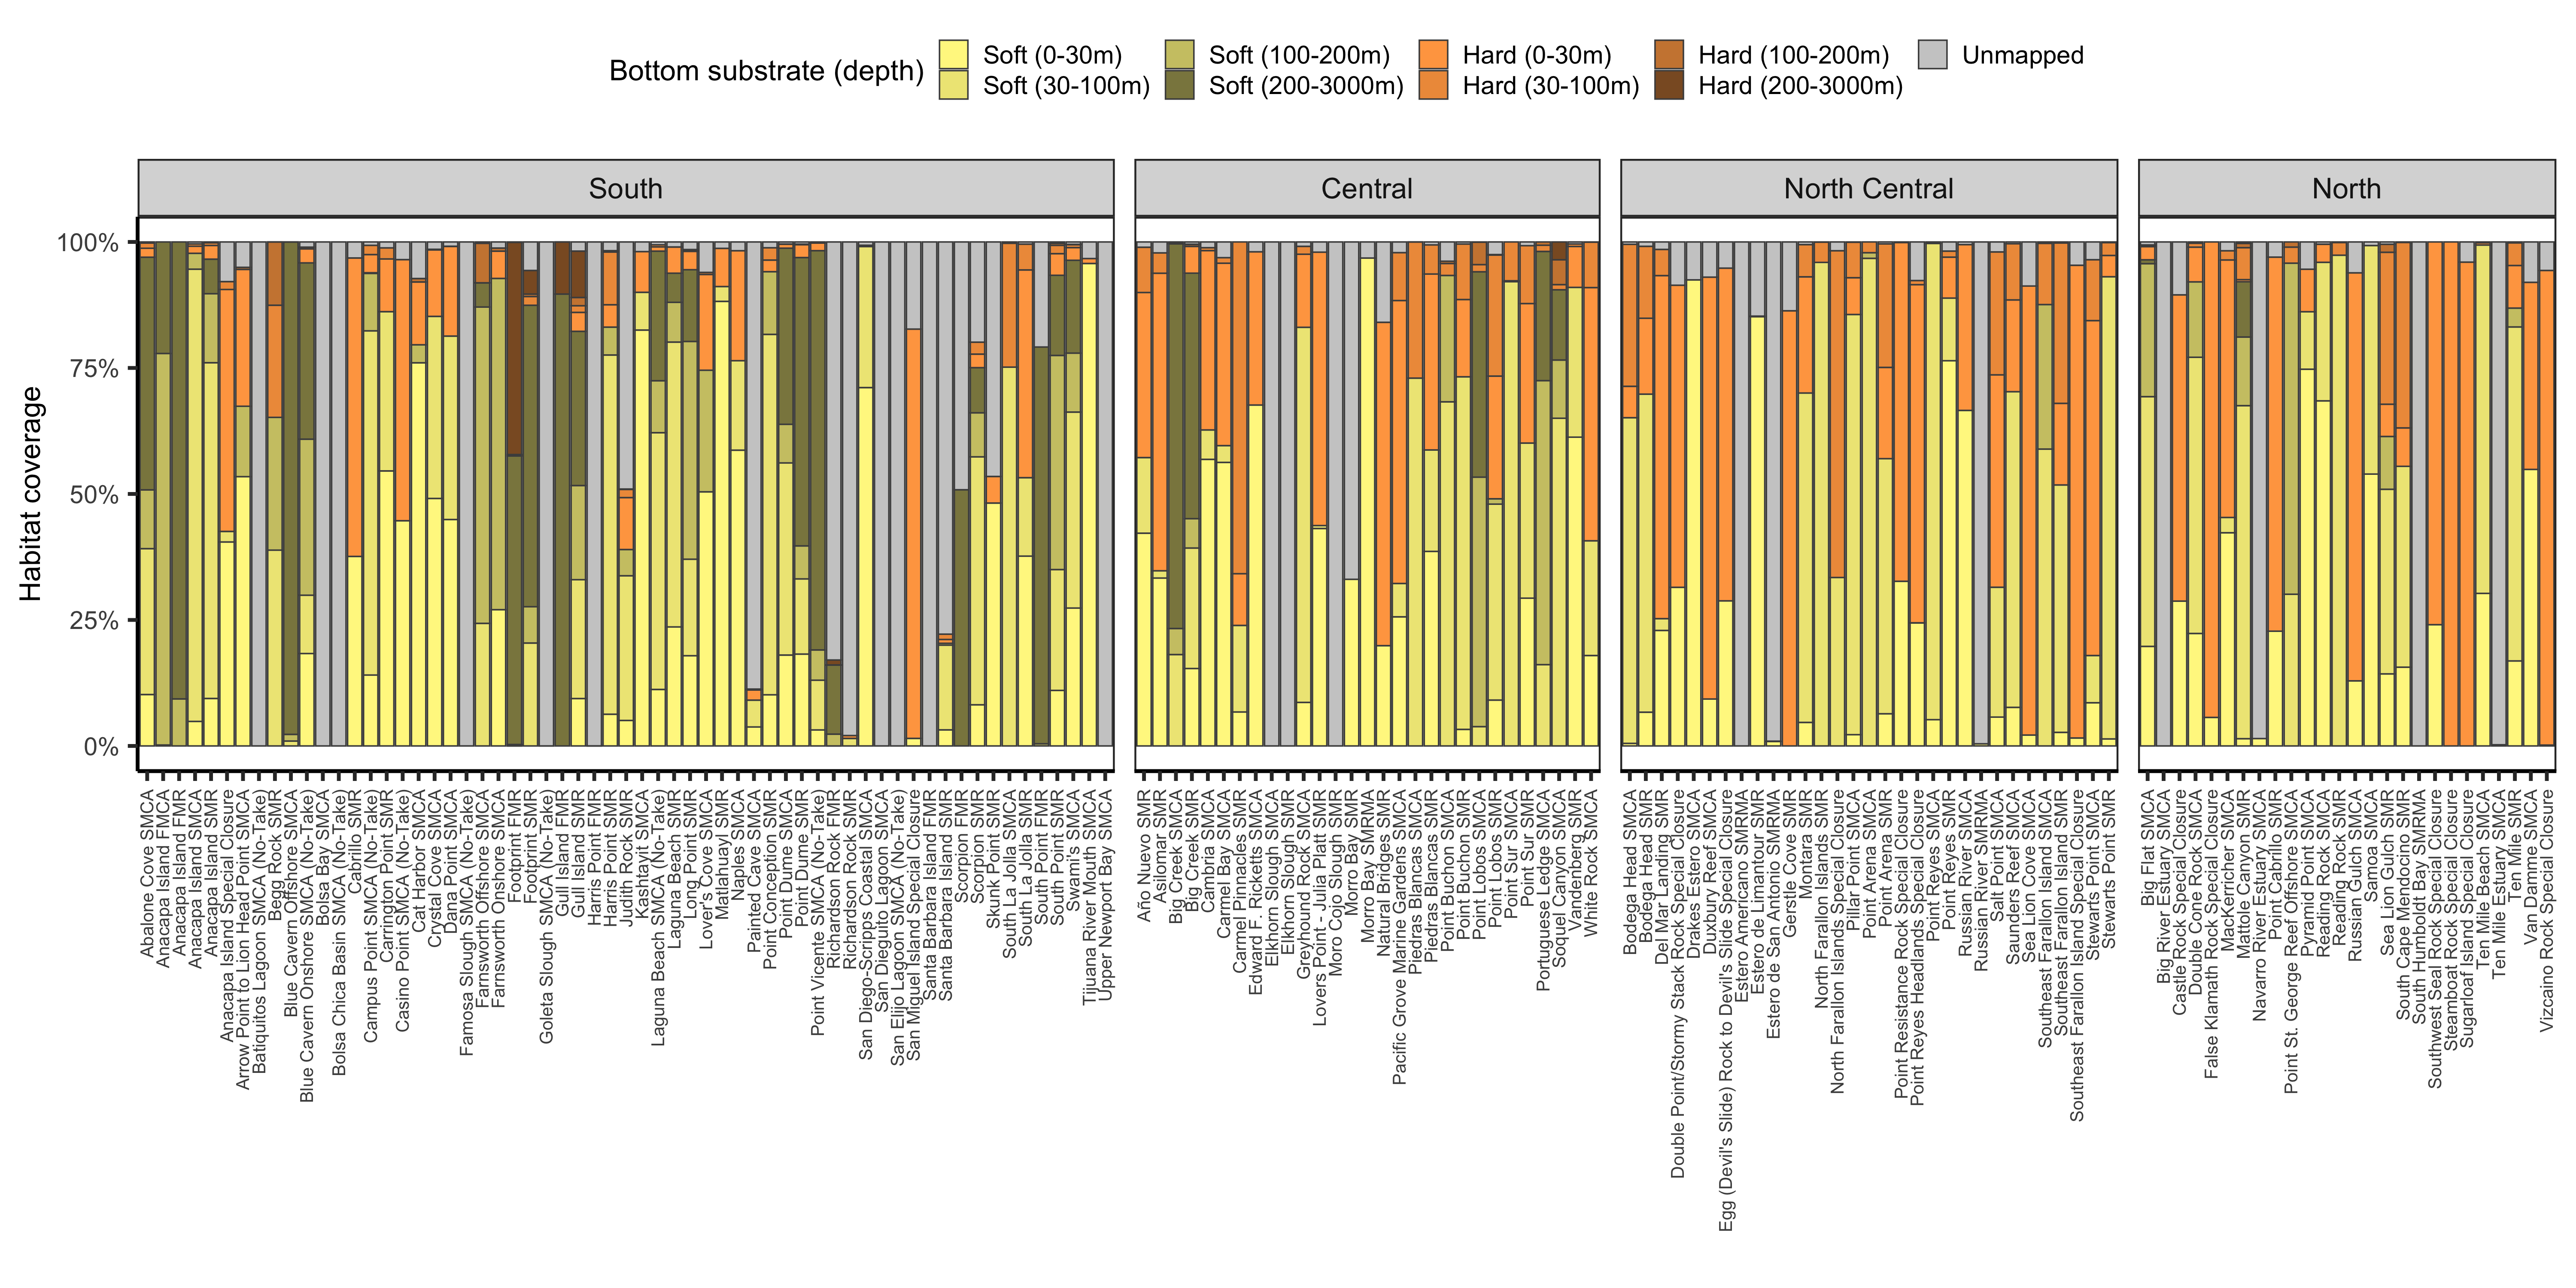 Bottom substrate (depth)
Soft (0-30m)
Soft (100-200m)
Hard (0-30m)
Hard (100-200m)
Unmapped
Soft (30-100m)
Soft (200-3000m)
Hard (30-100m)
Hard (200-3000m)
South
Central
North Central
North
Habitat coverage
100%
75%
50%
25%
0%
Abalone Cove SMCA
Anacapa Island FMCA
Anacapa Island FMR
Anacapa Island SMCA
Anacapa Island SMR
Anacapa Island Special Closure
Arrow Point to Lion Head Point SMCA
Batiquitos Lagoon SMCA (No-Take)
Begg Rock SMR
Blue Cavern Offshore SMCA
Blue Cavern Onshore SMCA (No-Take)
Bolsa Bay SMCA
Bolsa Chica Basin SMCA (No-Take)
Cabrillo SMR
Campus Point SMCA (No-Take)
Carrington Point SMR
Casino Point SMCA (No-Take)
Cat Harbor SMCA
Crystal Cove SMCA
Dana Point SMCA
Famosa Slough SMCA (No-Take)
Farnsworth Offshore SMCA
Farnsworth Onshore SMCA
Footprint FMR
Footprint SMR
Goleta Slough SMCA (No-Take)
Gull Island FMR
Gull Island SMR
Harris Point FMR
Harris Point SMR
Judith Rock SMR
Kashtayit SMCA
Laguna Beach SMCA (No-Take)
Laguna Beach SMR
Long Point SMR
Lover's Cove SMCA
Matlahuayl SMR
Naples SMCA
Painted Cave SMCA
Point Conception SMR
Point Dume SMCA
Point Dume SMR
Point Vicente SMCA (No-Take)
Richardson Rock FMR
Richardson Rock SMR
San Diego-Scripps Coastal SMCA
San Dieguito Lagoon SMCA
San Elijo Lagoon SMCA (No-Take)
San Miguel Island Special Closure
Santa Barbara Island FMR
Santa Barbara Island SMR
Scorpion FMR
Scorpion SMR
Skunk Point SMR
South La Jolla SMCA
South La Jolla SMR
South Point FMR
South Point SMR
Swami's SMCA
Tijuana River Mouth SMCA
Upper Newport Bay SMCA
Año Nuevo SMR
Asilomar SMR
Big Creek SMCA
Big Creek SMR
Cambria SMCA
Carmel Bay SMCA
Carmel Pinnacles SMR
Edward F. Ricketts SMCA
Elkhorn Slough SMCA
Elkhorn Slough SMR
Greyhound Rock SMCA
Lovers Point - Julia Platt SMR
Moro Cojo Slough SMR
Morro Bay SMR
Morro Bay SMRMA
Natural Bridges SMR
Pacific Grove Marine Gardens SMCA
Piedras Blancas SMCA
Piedras Blancas SMR
Point Buchon SMCA
Point Buchon SMR
Point Lobos SMCA
Point Lobos SMR
Point Sur SMCA
Point Sur SMR
Portuguese Ledge SMCA
Soquel Canyon SMCA
Vandenberg SMR
White Rock SMCA
Bodega Head SMCA
Bodega Head SMR
Del Mar Landing SMR
Double Point/Stormy Stack Rock Special Closure
Drakes Estero SMCA
Duxbury Reef SMCA
Egg (Devil's Slide) Rock to Devil's Slide Special Closure
Estero Americano SMRMA
Estero de Limantour SMR
Estero de San Antonio SMRMA
Gerstle Cove SMR
Montara SMR
North Farallon Islands SMR
North Farallon Islands Special Closure
Pillar Point SMCA
Point Arena SMCA
Point Arena SMR
Point Resistance Rock Special Closure
Point Reyes Headlands Special Closure
Point Reyes SMCA
Point Reyes SMR
Russian River SMCA
Russian River SMRMA
Salt Point SMCA
Saunders Reef SMCA
Sea Lion Cove SMCA
Southeast Farallon Island SMCA
Southeast Farallon Island SMR
Southeast Farallon Island Special Closure
Stewarts Point SMCA
Stewarts Point SMR
Big Flat SMCA
Big River Estuary SMCA
Castle Rock Special Closure
Double Cone Rock SMCA
False Klamath Rock Special Closure
MacKerricher SMCA
Mattole Canyon SMR
Navarro River Estuary SMCA
Point Cabrillo SMR
Point St. George Reef Offshore SMCA
Pyramid Point SMCA
Reading Rock SMCA
Reading Rock SMR
Russian Gulch SMCA
Samoa SMCA
Sea Lion Gulch SMR
South Cape Mendocino SMR
South Humboldt Bay SMRMA
Southwest Seal Rock Special Closure
Steamboat Rock Special Closure
Sugarloaf Island Special Closure
Ten Mile Beach SMCA
Ten Mile Estuary SMCA
Ten Mile SMR
Van Damme SMCA
Vizcaino Rock Special Closure